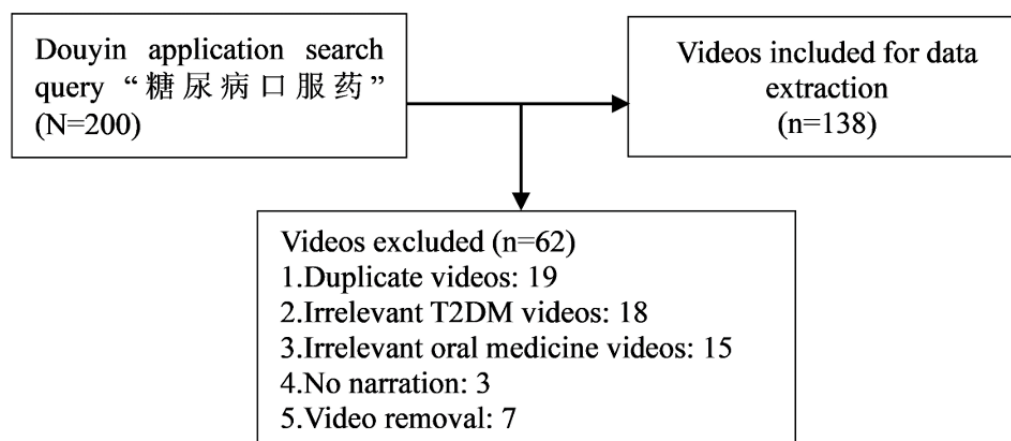 Douyin application search
query “糖尿病口服药”
(N=200)
Videos included for data
extraction
(n=138)
Videos excluded (n=62)
1.Duplicate videos: 19
2.Irrelevant T2DM videos: 18
3.Irrelevant oral medicine videos: 15
4.No narration: 3
5.Video removal: 7